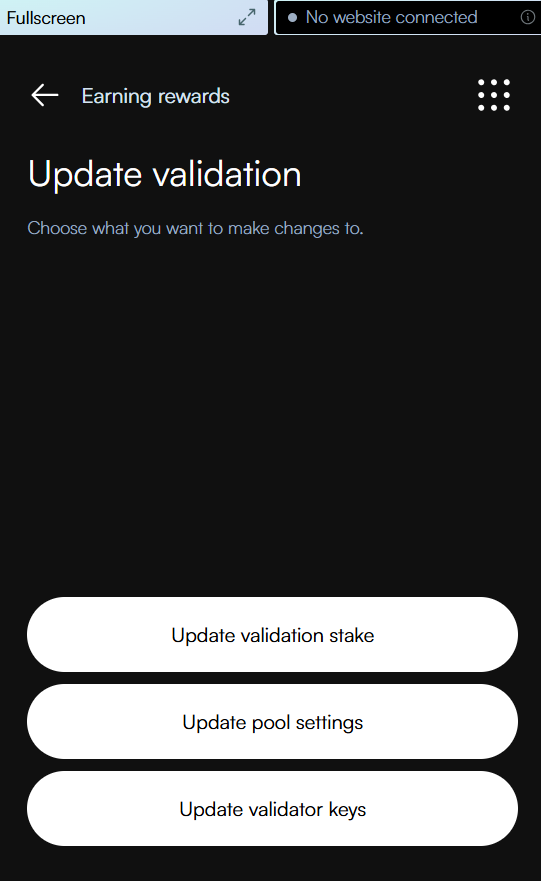 Fullscreen
No website connected
Earning rewards
Update validation
Choose what you want to make changes to.
Update validation stake
Update pool settings
Update validator keys